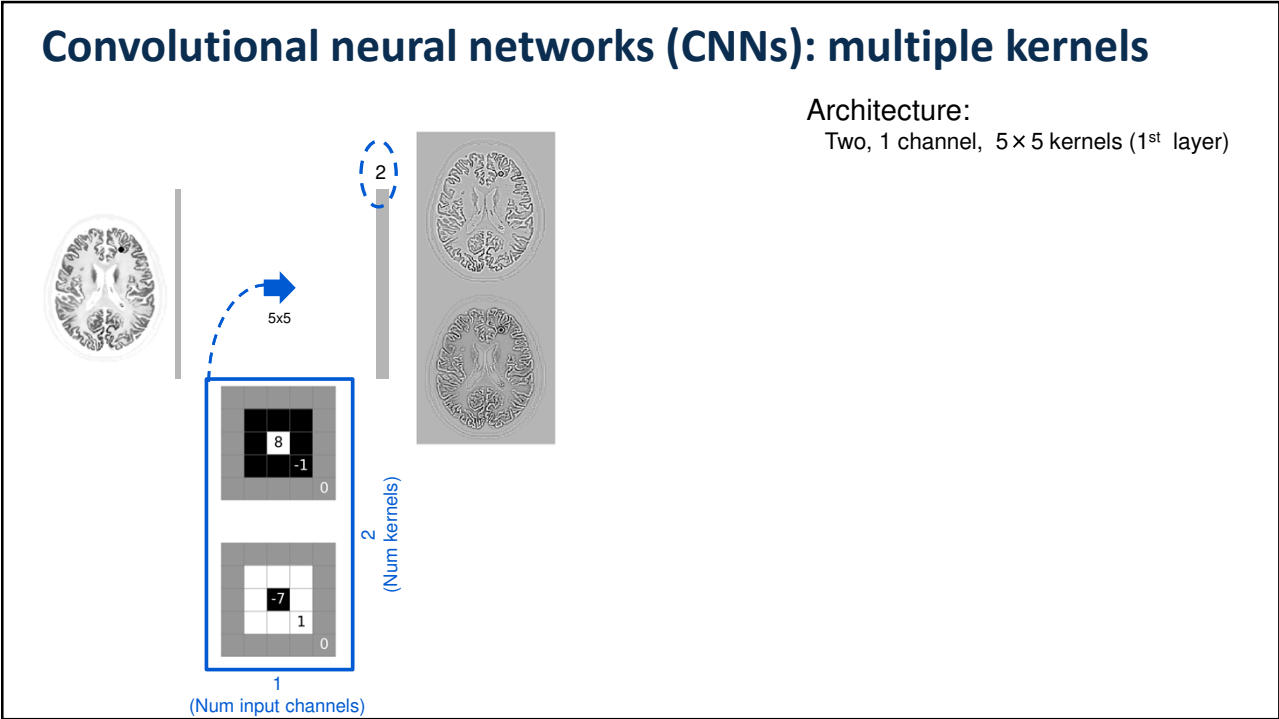 Convolutional neural networks (CNNs): multiple kernels
Architecture:
Two, 1 channel, 5×5 kernels (1st layer)
2
5x5
8
-1
0
2
(Num kernels)
-7
1
0
1
(Num input channels)